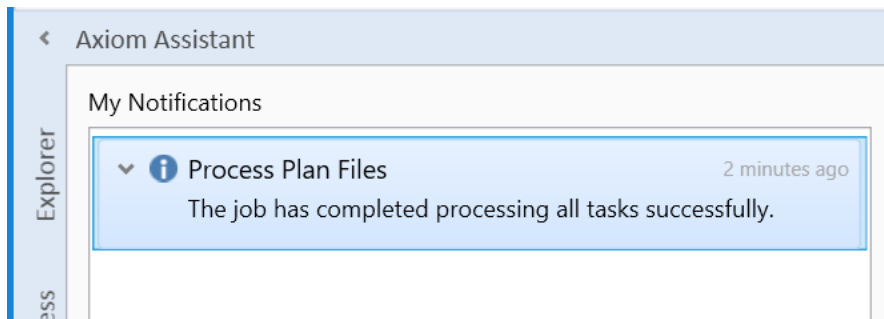 Axiom Assistant
My Notifications
Explorer
Process Plan Files
2 minutes ago
The job has completed processing all tasks successfully.